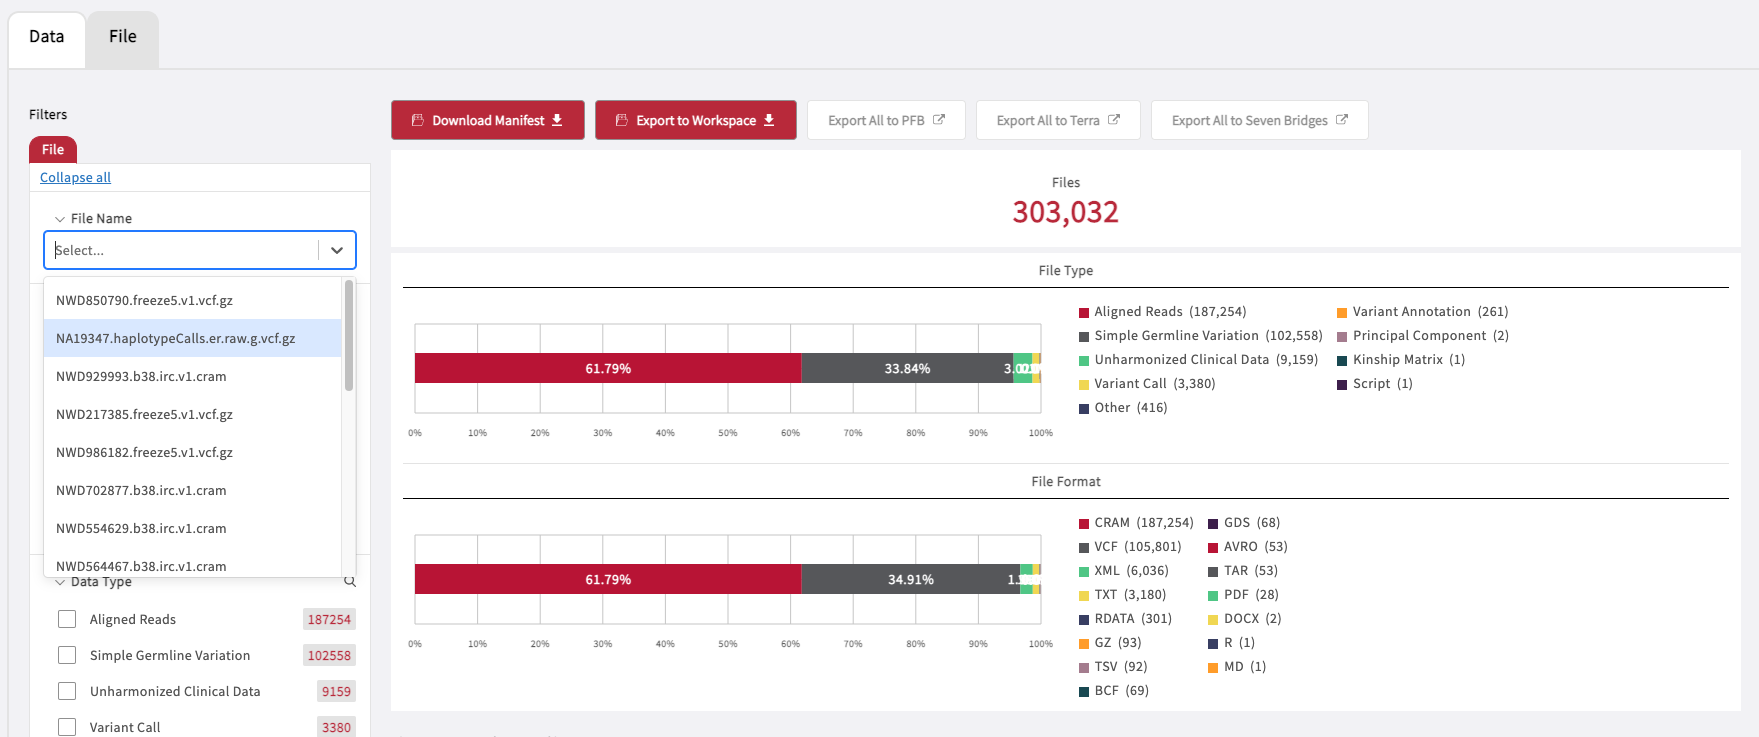 Data
File
Filters
File
Collapse all
File Name
Select...
NWD850790.freeze5.v1.vcf.gz
NA19347.haplotypeCalls.er.raw.g.vcf.gz
NWD929993.b38.irc.v1.cram
NWD217385.freeze5.v1.vcf.gz
NWD986182.freeze5.v1.vcf.gz
NWD702877.b38.irc.v1.cram
NWD554629.b38.irc.v1.cram
NWD564467.b38.irc.v1.cram
Data Type
Aligned Reads 187254
Simple Germline Variation 102558
Unharmonized Clinical Data 9159
Variant Call 3380
Download Manifest
Export to Workspace
Export All to PFB
Export All to Terra
Export All to Seven Bridges
Files
303,032
File Type
61.79% 33.84%
0% 10% 20% 30% 40% 50% 60% 70% 80% 90% 100%
Aligned Reads (187,254)
Simple Germline Variation (102,558)
Unharmonized Clinical Data (9,159)
Variant Call (3,380)
Other (416)
Variant Annotation (261)
Principal Component (2)
Kinship Matrix (1)
Script (1)
File Format
61.79% 34.91%
0% 10% 20% 30% 40% 50% 60% 70% 80% 90% 100%
CRAM (187,254)
VCF (105,801)
XML (6,036)
TXT (3,180)
RDATA (301)
GZ (93)
TSV (92)
BCF (69)
GDS (68)
AVRO (53)
TAR (53)
PDF (28)
DOCX (2)
R (1)
MD (1)